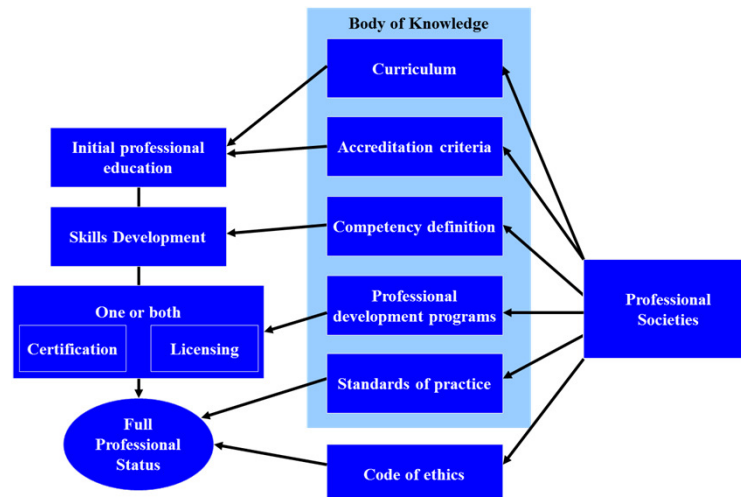 Body of Knowledge
Curriculum
Initial professional
education
Accreditation criteria
Skills Development
Competency definition
One or both
Certification
Licensing
Professional
development programs
Professional
Societies
Standards of practice
Full
Professional
Status
Code of ethics